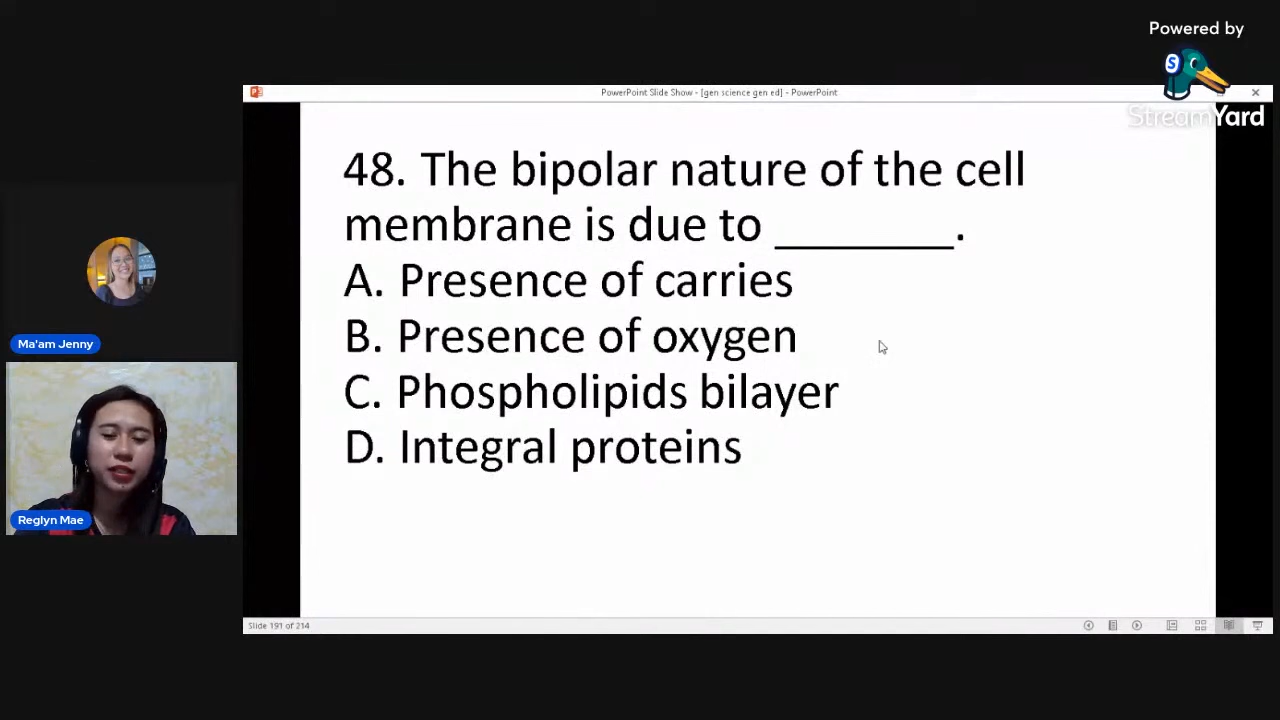 Powered by
S
StreamYard
PowerPoint Slide Show - [gen science gen ed] - PowerPoint
48. The bipolar nature of the cell
membrane is due to ________.
A. Presence of carries
B. Presence of oxygen
C. Phospholipids bilayer
D. Integral proteins
Ma'am Jenny
Reglyn Mae
Slide 191 of 214